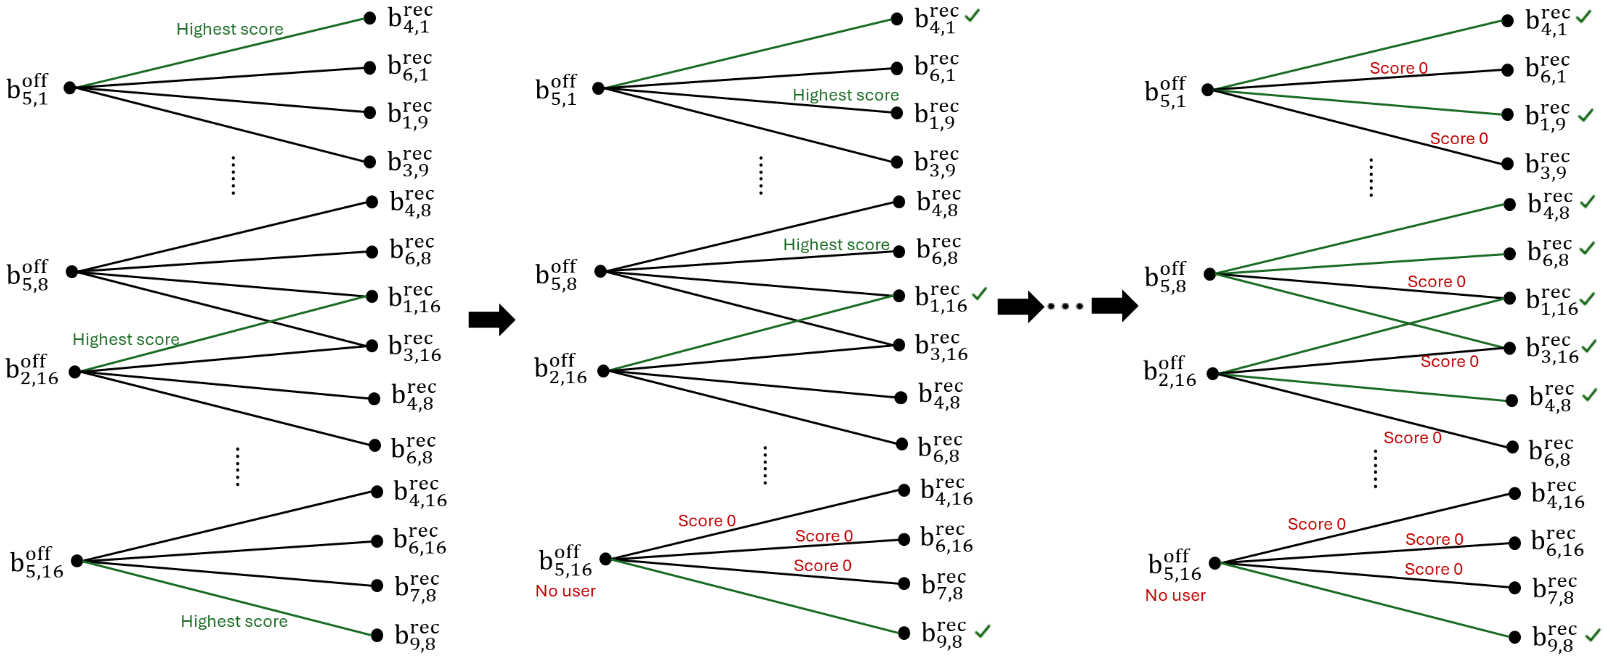 Highest score
b^rec_4,1
b^off_5,1
b^rec_6,1
b^rec_1,9
b^rec_3,9
b^rec_4,8
b^off_5,8
b^rec_6,8
b^rec_1,16
Highest score
b^rec_3,16
b^off_2,16
b^rec_4,8
b^rec_6,8
b^rec_4,16
b^off_5,16
b^rec_6,16
b^rec_7,8
Highest score
b^rec_9,8
b^rec_4,1 ✓
b^off_5,1
b^rec_6,1
Highest score
b^rec_1,9
b^rec_3,9
b^rec_4,8
Highest score
b^rec_6,8
b^off_5,8
b^rec_1,16 ✓
b^rec_3,16
b^off_2,16
b^rec_4,8
b^rec_6,8
b^rec_4,16
Score 0
Score 0
b^rec_6,16
b^off_5,16
Score 0
b^rec_7,8
No user
b^rec_9,8 ✓
b^rec_4,1 ✓
Score 0
b^rec_6,1
b^off_5,1
b^rec_1,9 ✓
Score 0
b^rec_3,9
b^rec_4,8 ✓
b^rec_6,8 ✓
b^off_5,8
Score 0
b^rec_1,16 ✓
b^rec_3,16 ✓
Score 0
b^off_2,16
b^rec_4,8 ✓
Score 0
b^rec_6,8
b^rec_4,16
Score 0
Score 0
b^rec_6,16
b^off_5,16
Score 0
b^rec_7,8
No user
b^rec_9,8 ✓